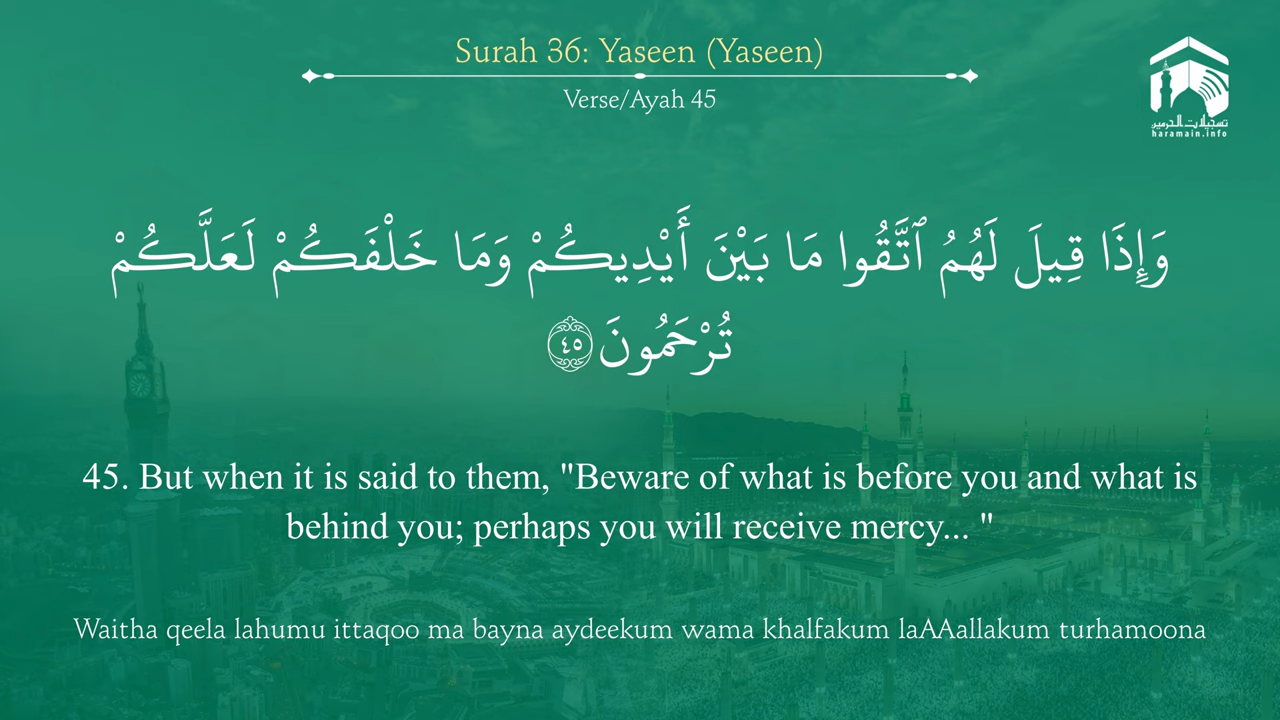 Surah 36: Yaseen (Yaseen)
Verse/Ayah 45
تسجيلات الحرمين
haramain.info
وَإِذَا قِيلَ لَهُمُ ٱتَّقُوا مَا بَيْنَ أَيْدِيكُمْ وَمَا خَلْفَكُمْ لَعَلَّكُمْ
تُرْحَمُونَ ٤٥
45. But when it is said to them, "Beware of what is before you and what is
behind you; perhaps you will receive mercy... "
Waitha qeela lahumu ittaqoo ma bayna aydeekum wama khalfakum laAAallakum turhamoona